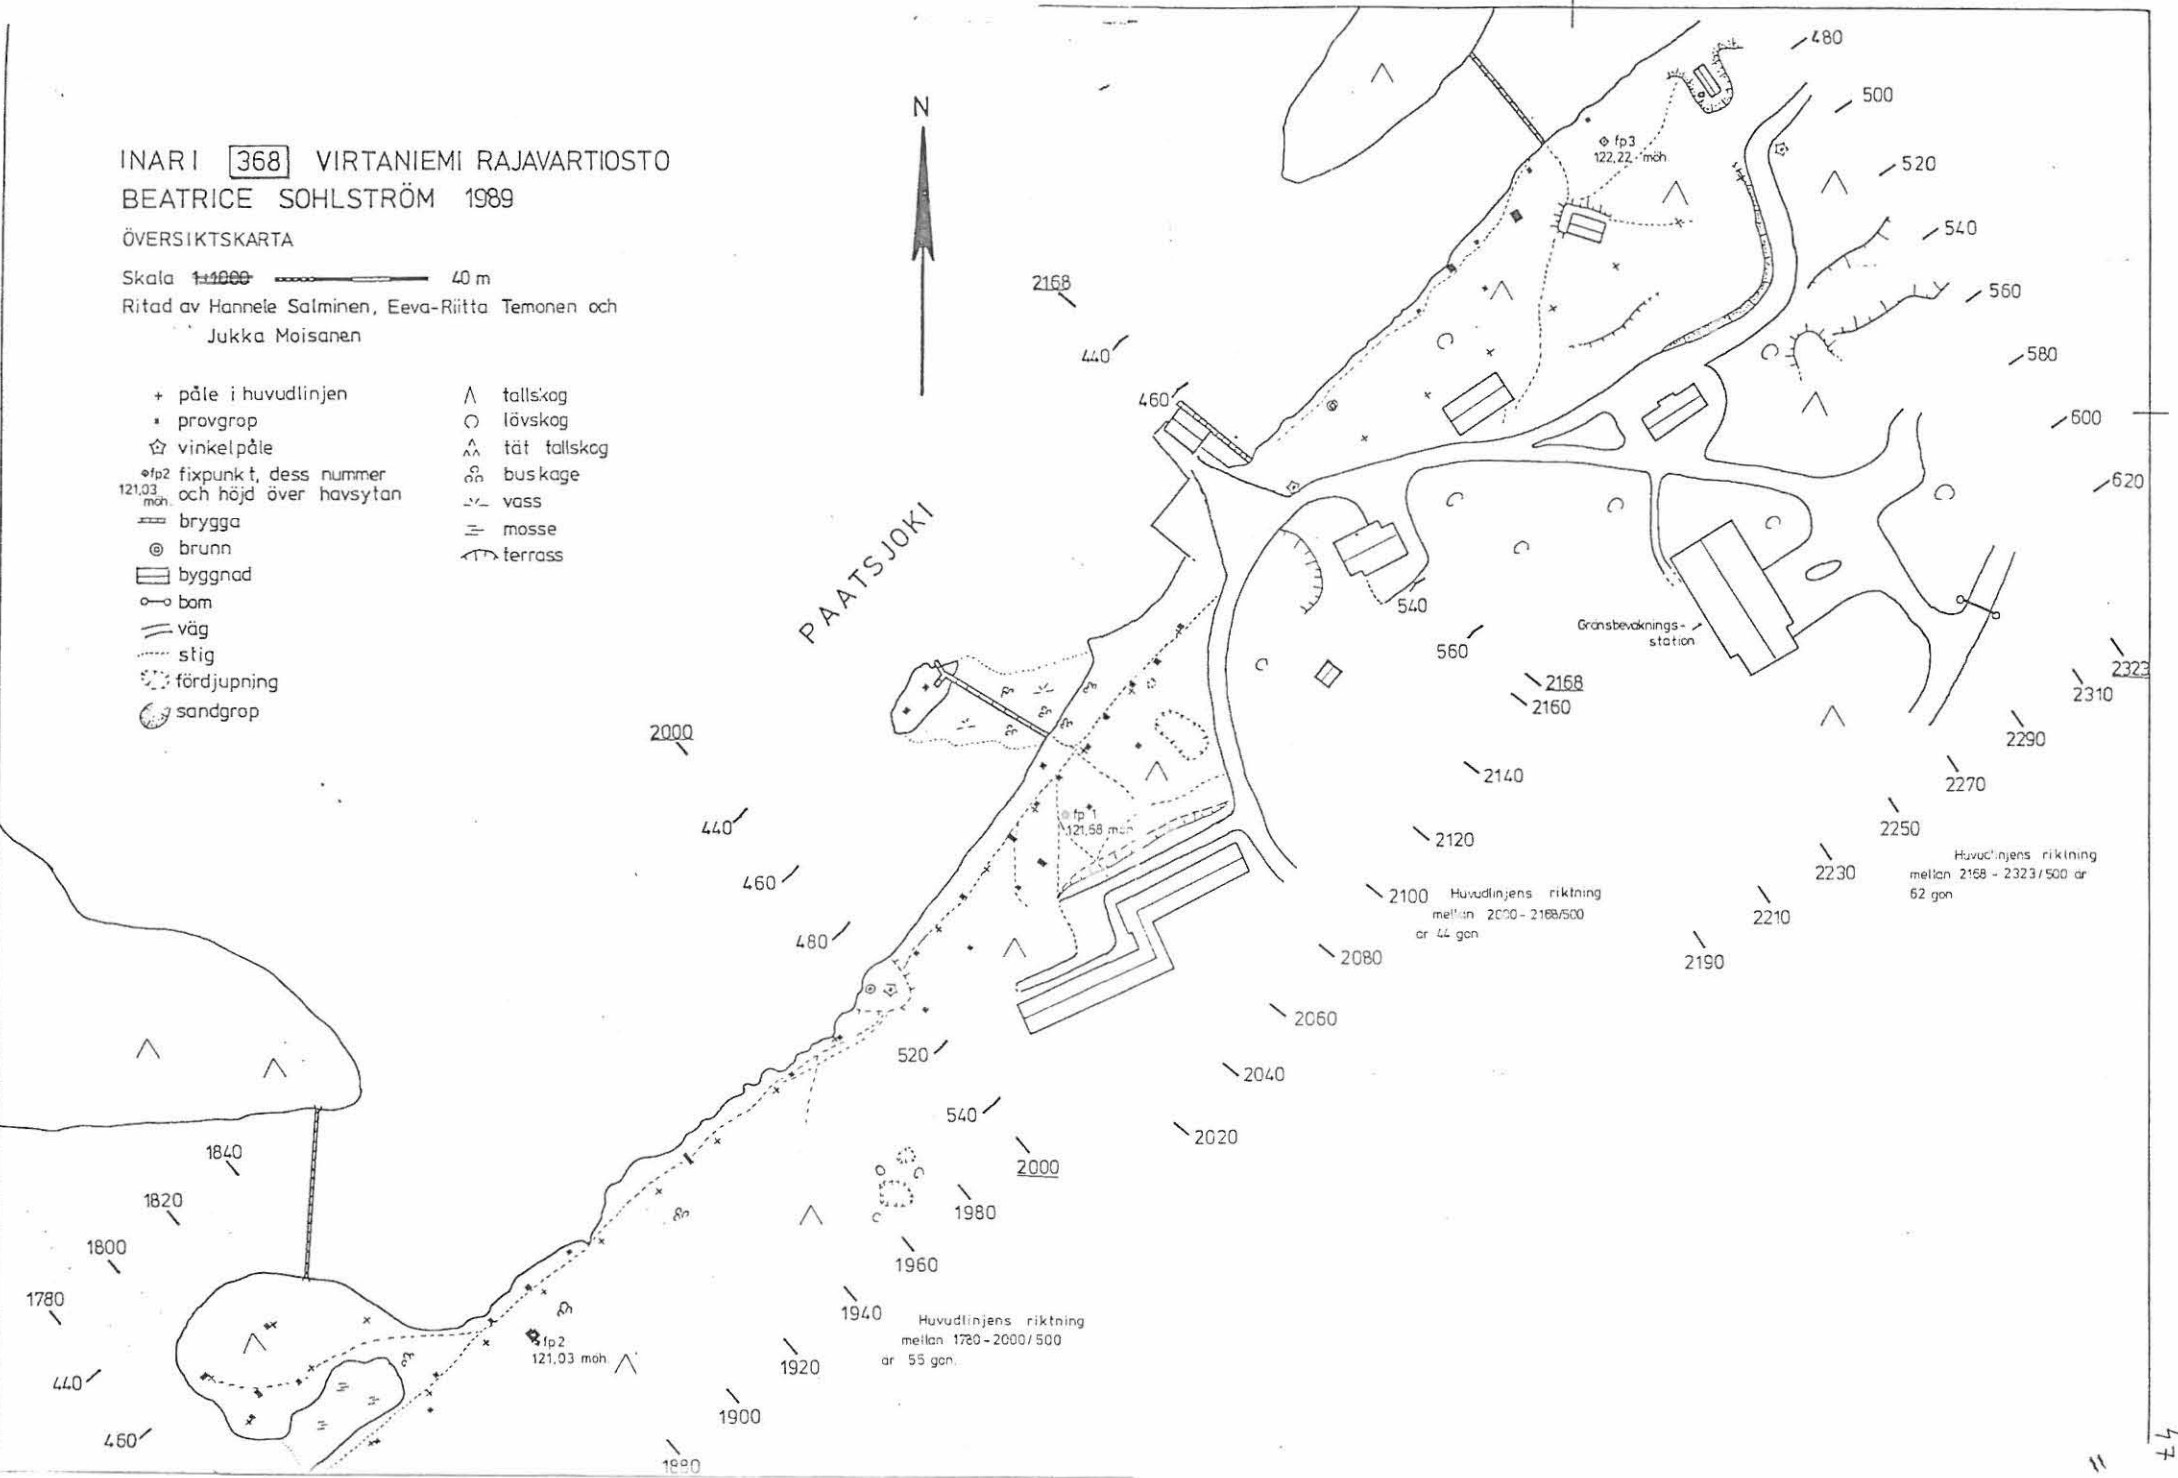 INARI 368 VIRTANIEMI RAJAVARTIOSTO
BEATRICE SOHLSTRÖM 1989
ÖVERSIKTSKARTA
Skala 1:1000 40 m
Ritad av Hannele Salminen, Eeva-Riitta Temonen och
Jukka Moisanen
påle i huvudlinjen
provgrop
vinkelpåle
fp2 fixpunkt, dess nummer
121,03 möh. och höjd över havsytan
brygga
brunn
byggnad
bom
väg
stig
fördjupning
sandgrop
tallskog
lövskog
tät tallskog
buskage
vass
mosse
terrass
N
PAATSJOKI
480
500
520
540
560
580
600
620
fp3
122,22 möh.
2168
440
460
540
560
2168
2160
2140
2120
2100
2080
2060
2040
2020
2000
1980
1960
1940
1920
1900
1880
Gränsbevaknings-
station
2323
2310
2290
2270
2250
2230
2210
2190
Huvudlinjens riktning
mellan 2168 - 2323/500 är
62 gon
Huvudlinjens riktning
mellan 2000 - 2168/500
är 44 gon
fp 1
121,68 möh
2000
440
460
480
520
540
1840
1820
1800
1780
440
460
fp2
121,03 möh.
Huvudlinjens riktning
mellan 1780 - 2000/500
är 55 gon.
47